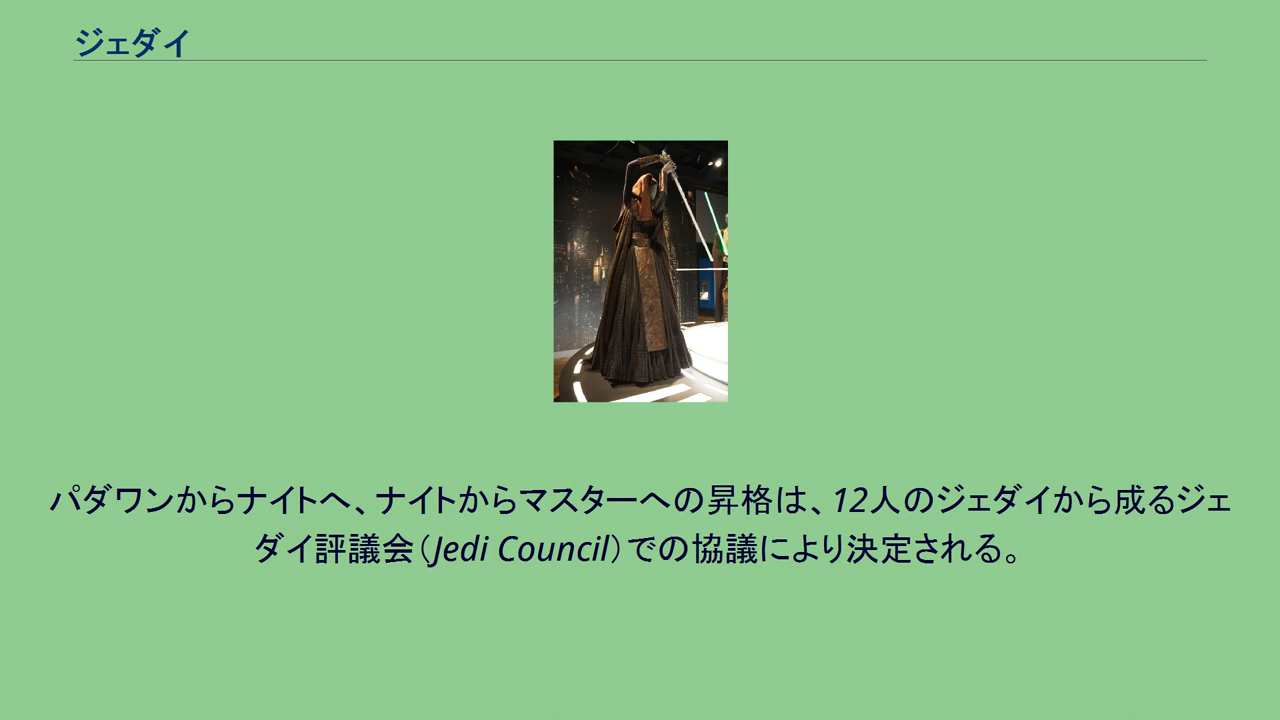 ジェダイ
パダワンからナイトへ、ナイトからマスターへの昇格は、12人のジェダイから成るジェ
ダイ評議会（Jedi Council）での協議により決定される。